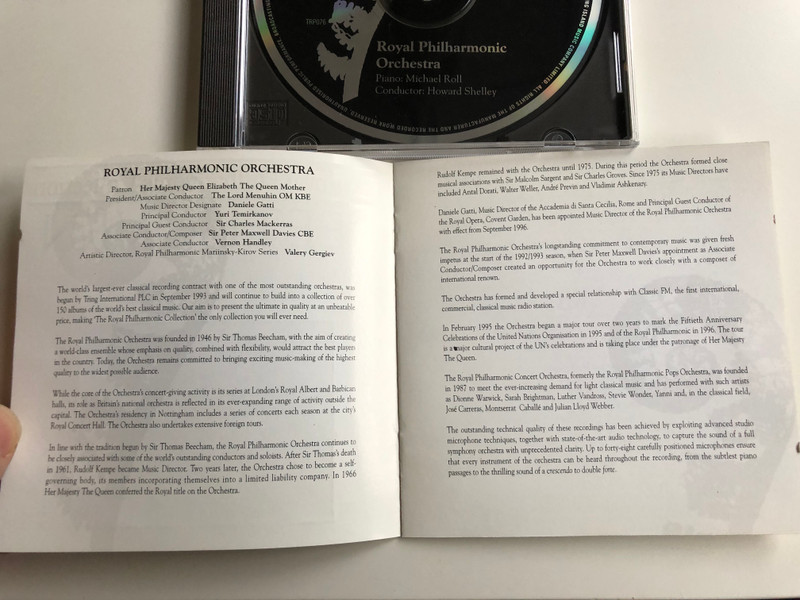 TRP076
Royal Philharmonic
Orchestra
Piano: Michael Roll
Conductor: Howard Shelley
ROYAL PHILHARMONIC ORCHESTRA
Patron Her Majesty Queen Elizabeth The Queen Mother
President/Associate Conductor The Lord Menuhin OM KBE
Music Director Designate Daniele Gatti
Principal Conductor Yuri Temirkanov
Principal Guest Conductor Sir Charles Mackerras
Associate Conductor/Composer Sir Peter Maxwell Davies CBE
Associate Conductor Vernon Handley
Artistic Director, Royal Philharmonic Mariinsky-Kirov Series Valery Gergiev
The world's largest-ever classical recording contract with one of the most outstanding orchestras, was
begun by Tring International PLC in September 1993 and will continue to build into a collection of over
150 albums of the world's best classical music. Our aim is to present the ultimate in quality at an unbeatable
price, making 'The Royal Philharmonic Collection' the only collection you will ever need.
The Royal Philharmonic Orchestra was founded in 1946 by Sir Thomas Beecham, with the aim of creating
a world-class ensemble whose emphasis on quality, combined with flexibility, would attract the best players
in the country. Today, the Orchestra remains committed to bringing exciting music-making of the highest
quality to the widest possible audience.
While the core of the Orchestra's concert-giving activity is its series at London's Royal Albert and Barbican
halls, its role as Britain's national orchestra is reflected in its ever-expanding range of activity outside the
capital. The Orchestra's residency in Nottingham includes a series of concerts each season at the city's
Royal Concert Hall. The Orchestra also undertakes extensive foreign tours.
In line with the tradition begun by Sir Thomas Beecham, the Royal Philharmonic Orchestra continues to
be closely associated with some of the world's outstanding conductors and soloists. After Sir Thomas's death
in 1961, Rudolf Kempe became Music Director. Two years later, the Orchestra chose to become a self-
governing body, its members incorporating themselves into a limited liability company. In 1966
Her Majesty The Queen conferred the Royal title on the Orchestra.
Rudolf Kempe remained with the Orchestra until 1975. During this period the Orchestra formed close
musical associations with Sir Malcolm Sargent and Sir Charles Groves. Since 1975 its Music Directors have
included Antal Dorati, Walter Weller, André Previn and Vladimir Ashkenazy.
Daniele Gatti, Music Director of the Accademia di Santa Cecilia, Rome and Principal Guest Conductor of
the Royal Opera, Covent Garden, has been appointed Music Director of the Royal Philharmonic Orchestra
with effect from September 1996.
The Royal Philharmonic Orchestra's longstanding commitment to contemporary music was given fresh
impetus at the start of the 1992/1993 season, when Sir Peter Maxwell Davies's appointment as Associate
Conductor/Composer created an opportunity for the Orchestra to work closely with a composer of
international renown.
The Orchestra has formed and developed a special relationship with Classic FM, the first international,
commercial, classical music radio station.
In February 1995 the Orchestra began a major tour over two years to mark the Fiftieth Anniversary
Celebrations of the United Nations Organisation in 1995 and of the Royal Philharmonic in 1996. The tour
is a major cultural project of the UN's celebrations and is taking place under the patronage of Her Majesty
The Queen.
The Royal Philharmonic Concert Orchestra, formerly the Royal Philharmonic Pops Orchestra, was founded
in 1987 to meet the ever-increasing demand for light classical music and has performed with such artists
as Dionne Warwick, Sarah Brightman, Luther Vandross, Stevie Wonder, Yanni and, in the classical field,
José Carreras, Montserrat Caballé and Julian Lloyd Webber.
The outstanding technical quality of these recordings has been achieved by exploiting advanced studio
microphone techniques, together with state-of-the-art audio technology, to capture the sound of a full
symphony orchestra with unprecedented clarity. Up to forty-eight carefully positioned microphones ensure
that every instrument of the orchestra can be heard throughout the recording, from the subtlest piano
passages to the thrilling sound of a crescendo to double forte.